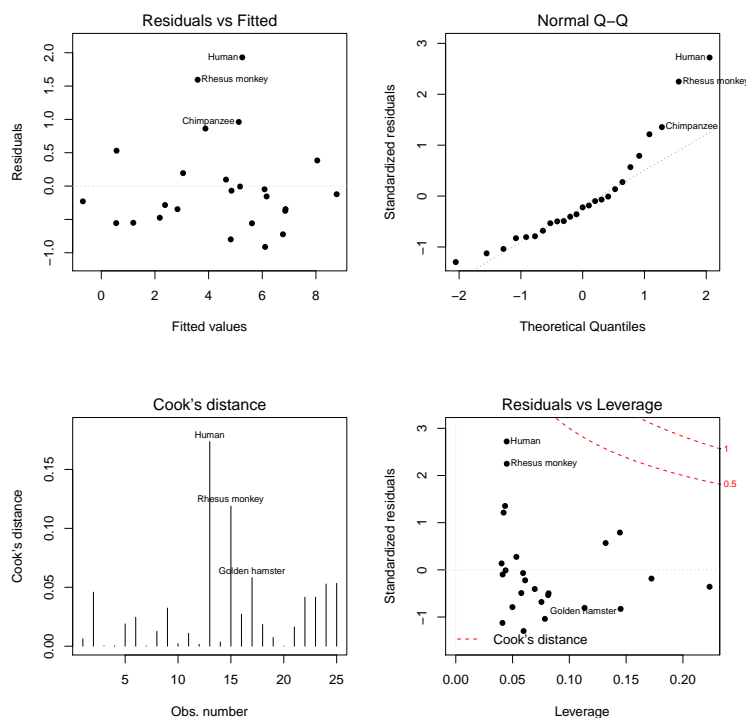 Residuals vs Fitted
2.0
1.5
1.0
0.5
0.0
−1.0
Residuals
Human
Rhesus monkey
Chimpanzee
0 2 4 6 8
Fitted values
Normal Q−Q
3
2
1
0
−1
Standardized residuals
Human
Rhesus monkey
Chimpanzee
−2 −1 0 1 2
Theoretical Quantiles
Cook's distance
0.15
0.10
0.05
0.00
Cook's distance
Human
Rhesus monkey
Golden hamster
5 10 15 20 25
Obs. number
Residuals vs Leverage
3
2
1
0
−1
Standardized residuals
Human
Rhesus monkey
1
0.5
Golden hamster
Cook's distance
0.00 0.05 0.10 0.15 0.20
Leverage